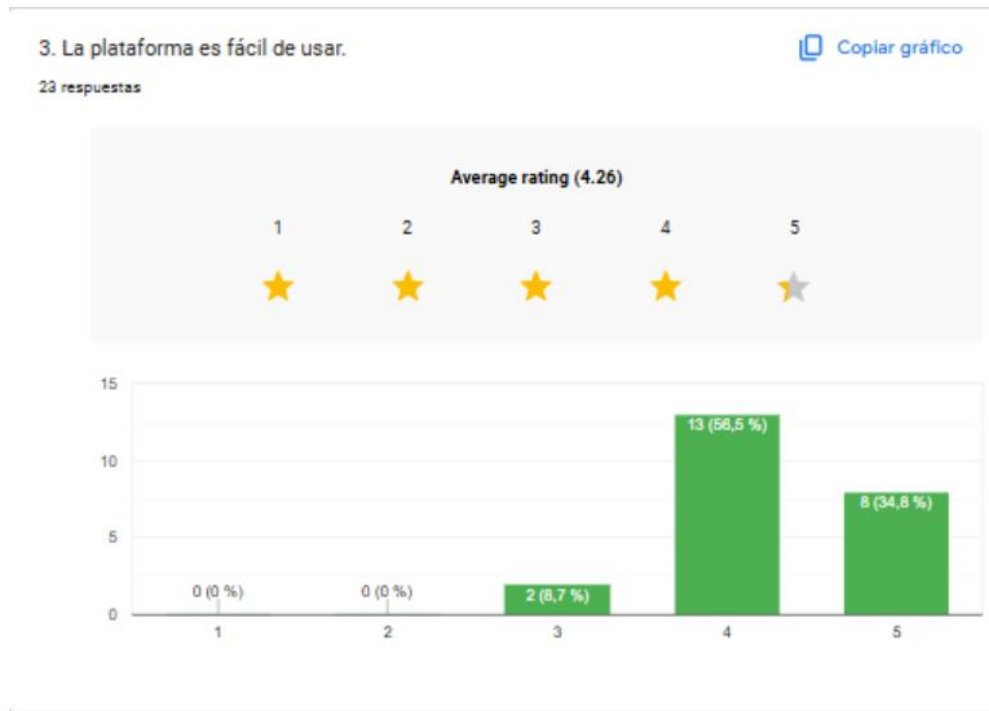 3. La plataforma es fácil de usar.
Copiar gráfico
23 respuestas
Average rating (4.26)
1 2 3 4 5
15
10
5
0
0 (0 %) 0 (0 %) 2 (8,7 %) 13 (56,5 %) 8 (34,8 %)
1 2 3 4 5